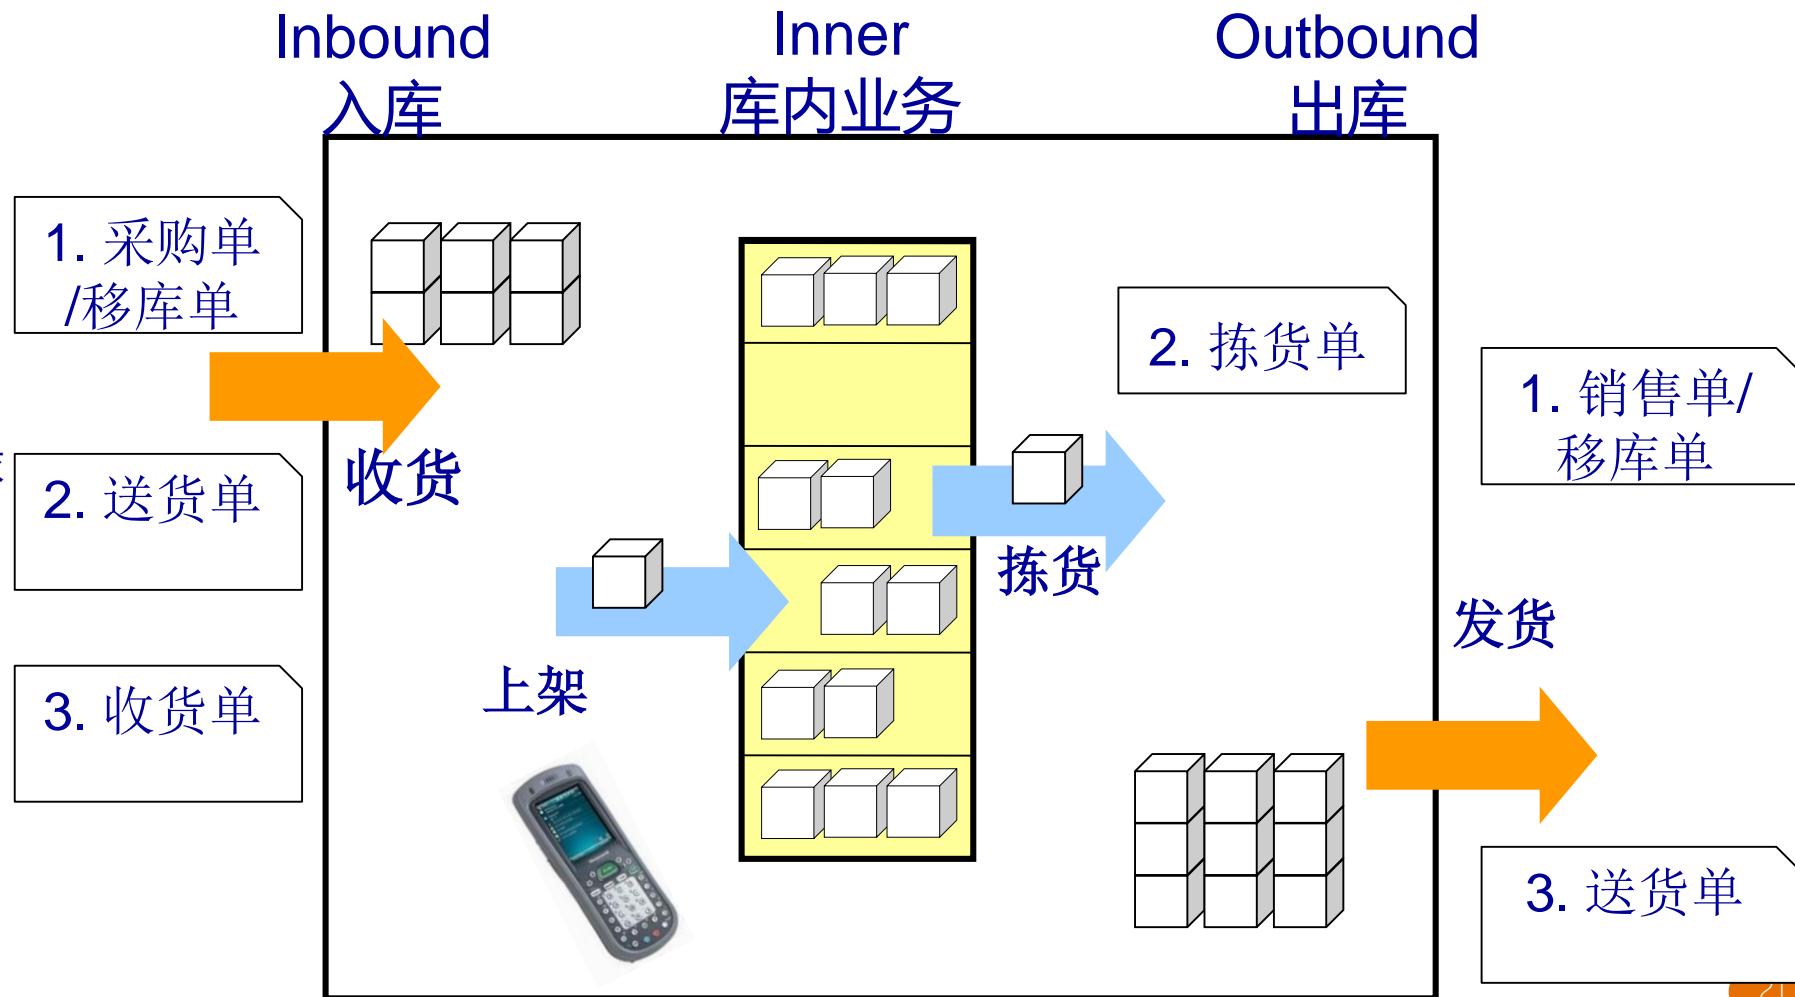 Inbound
入库
Inner
库内业务
Outbound
出库
1. 采购单
/移库单
收货
2. 送货单
3. 收货单
上架
拣货
2. 拣货单
1. 销售单/
移库单
发货
3. 送货单